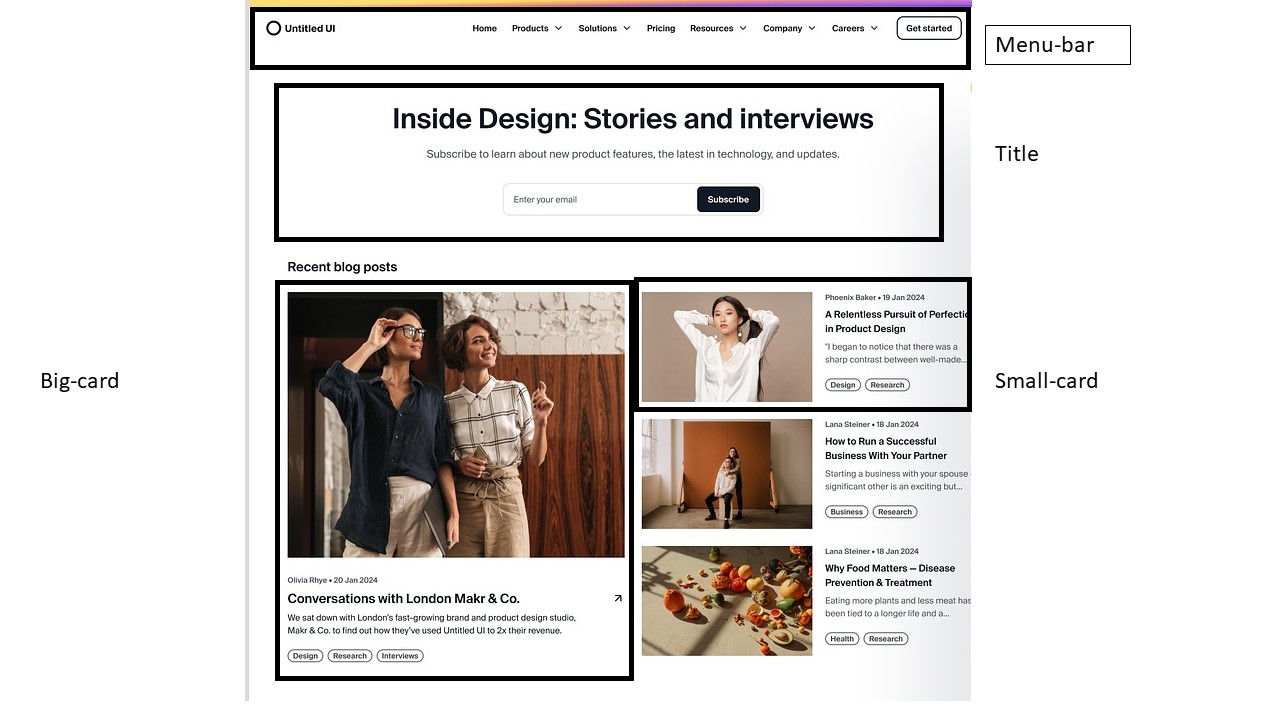 Untitled UI
Home Products Solutions Pricing Resources Company Careers Get started
Menu-bar
Inside Design: Stories and interviews
Subscribe to learn about new product features, the latest in technology, and updates.
Title
Enter your email Subscribe
Recent blog posts
Big-card
Olivia Rhye • 20 Jan 2024
Conversations with London Makr & Co.
We sat down with London's fast-growing brand and product design studio,
Makr & Co. to find out how they've used Untitled UI to 2x their revenue.
Design Research Interviews
Phoenix Baker • 19 Jan 2024
A Relentless Pursuit of Perfectio
in Product Design
"I began to notice that there was a
sharp contrast between well-made...
Design Research
Small-card
Lana Steiner • 18 Jan 2024
How to Run a Successful
Business With Your Partner
Starting a business with your spouse
significant other is an exciting but...
Business Research
Lana Steiner • 18 Jan 2024
Why Food Matters — Disease
Prevention & Treatment
Eating more plants and less meat has
been tied to a longer life and a...
Health Research